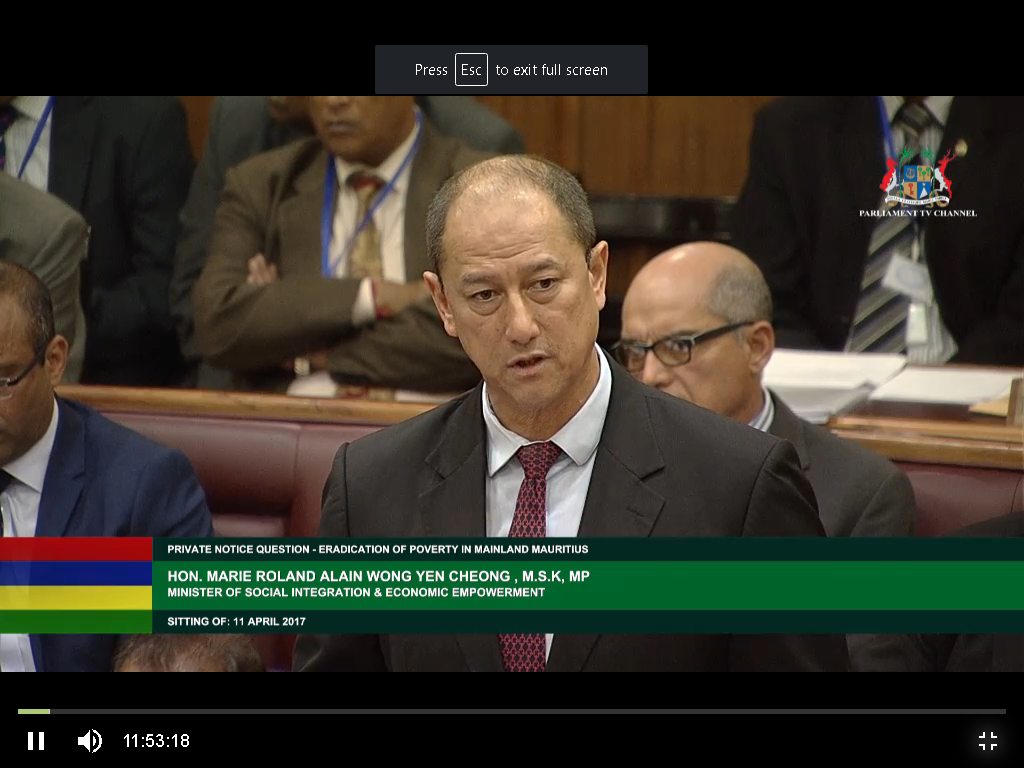 Press Esc to exit full screen
PARLIAMENT TV CHANNEL
PRIVATE NOTICE QUESTION - ERADICATION OF POVERTY IN MAINLAND MAURITIUS
HON. MARIE ROLAND ALAIN WONG YEN CHEONG , M.S.K, MP
MINISTER OF SOCIAL INTEGRATION & ECONOMIC EMPOWERMENT
SITTING OF: 11 APRIL 2017
11:53:18